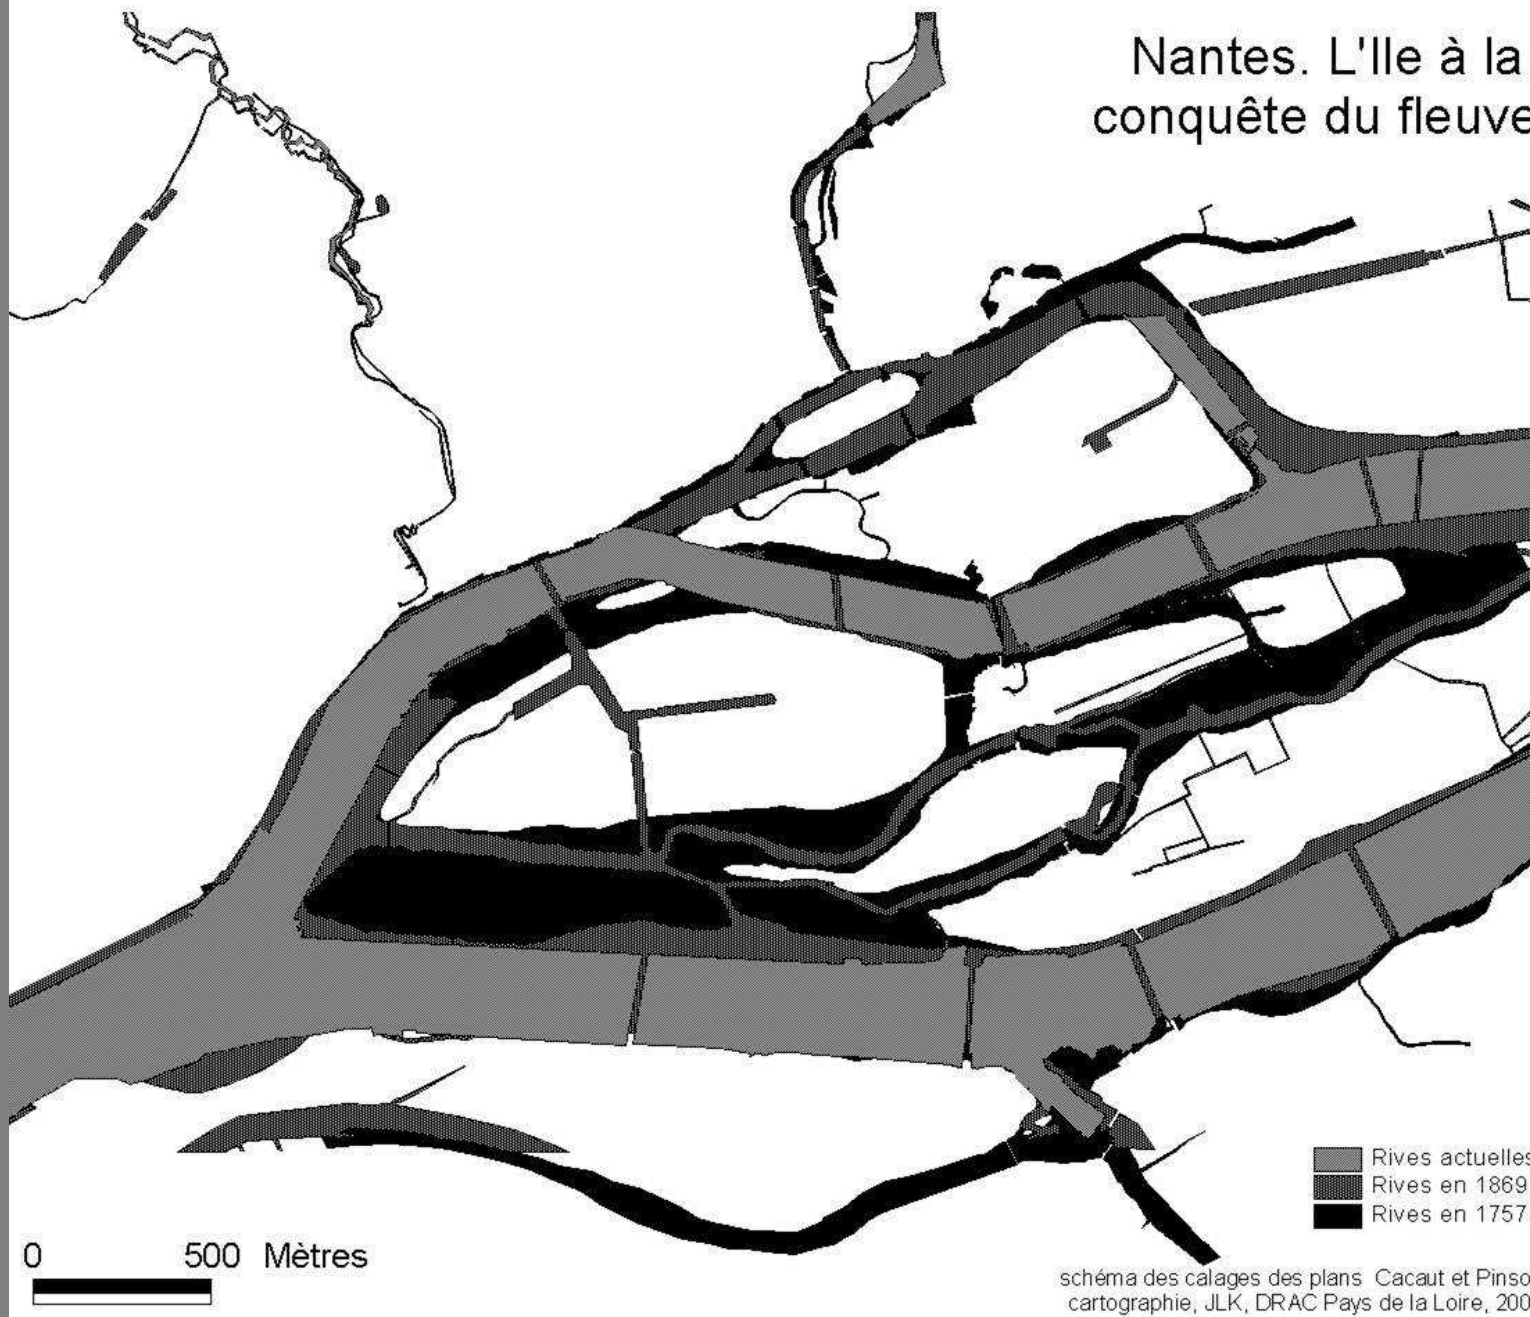 Nantes. L'Ile à la
conquête du fleuve
Rives actuelles
Rives en 1869
Rives en 1757
0 500 Mètres
schéma des calages des plans Cacaut et Pinso
cartographie, JLK, DRAC Pays de la Loire, 200